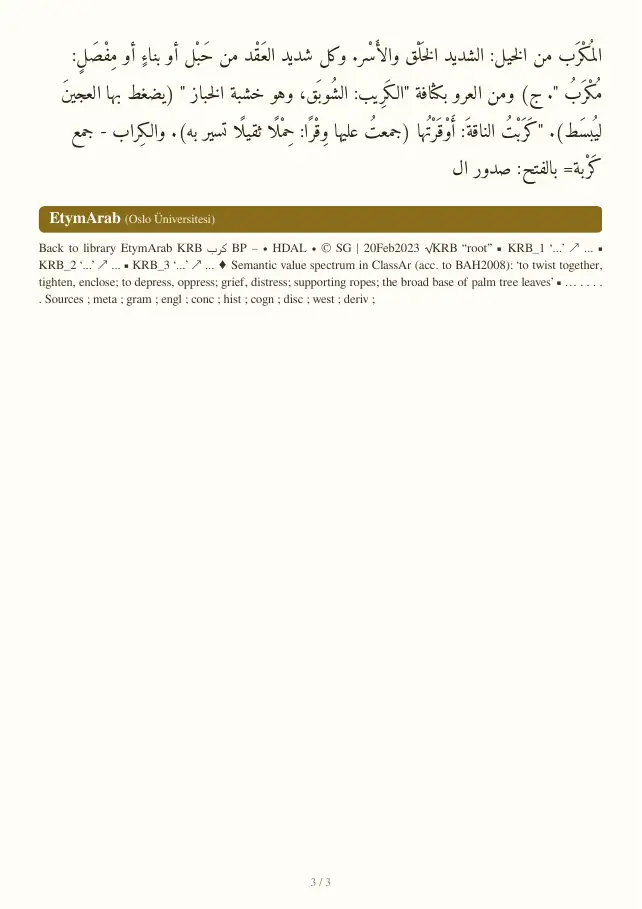 المُكْرَب من الخيل: الشديد الخَلْق والأَسْر. وكل شديد العَقْد من حَبْل أو بناءٍ أو مِفْصَلٍ:
مُكْرَبُ ". ج) ومن العرو بكثافة "الكَرِيب: الشُوبَق، وهو خشبة الخباز " (يضغط بها العجينَ
ليُبسَط). "كَرَبْتُ الناقةَ: أَوْقَرْتُها (جمعتُ عليها وِقْرًا: حِمْلًا ثقيلًا تسير به). والكِراب - جمع
كَرْبة= بالفتح: صدور ال
EtymArab (Oslo Üniversitesi)
Back to library EtymArab KRB كرب BP – • HDAL • © SG | 20Feb2023 √KRB “root” ▪ KRB_1 ‘...’ ↗ ... ▪
KRB_2 ‘...’ ↗ ... ▪ KRB_3 ‘...’ ↗ ... ♦ Semantic value spectrum in ClassAr (acc. to BAH2008): ‘to twist together,
tighten, enclose; to depress, oppress; grief, distress; supporting ropes; the broad base of palm tree leaves’ ▪ … . . . .
. Sources ; meta ; gram ; engl ; conc ; hist ; cogn ; disc ; west ; deriv ;
3 / 3